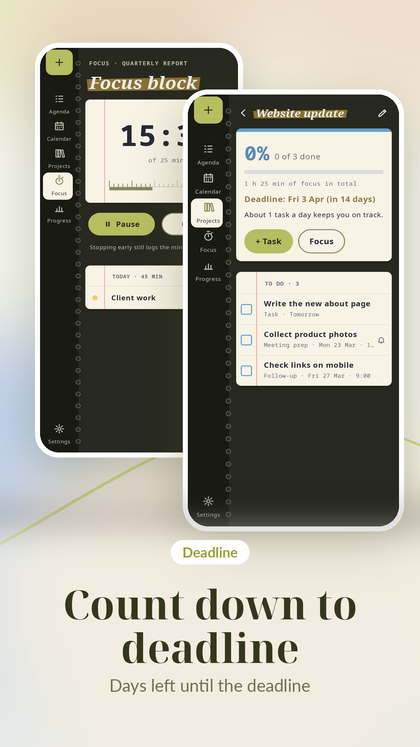 +
FOCUS · QUARTERLY REPORT
Focus block
Agenda
Calendar
Projects
Focus
Progress
Settings
15:3
of 25 min
Pause
Stopping early still logs the min
TODAY · 45 MIN
Client work
+
Website update
Agenda
Calendar
Projects
Focus
Progress
Settings
0% 0 of 3 done
1 h 25 min of focus in total
Deadline: Fri 3 Apr (in 14 days)
About 1 task a day keeps you on track.
+ Task
Focus
TO DO · 3
Write the new about page
Task · Tomorrow
Collect product photos
Meeting prep · Mon 23 Mar · 1…
Check links on mobile
Follow-up · Fri 27 Mar · 9:00
Deadline
Count down to
deadline
Days left until the deadline